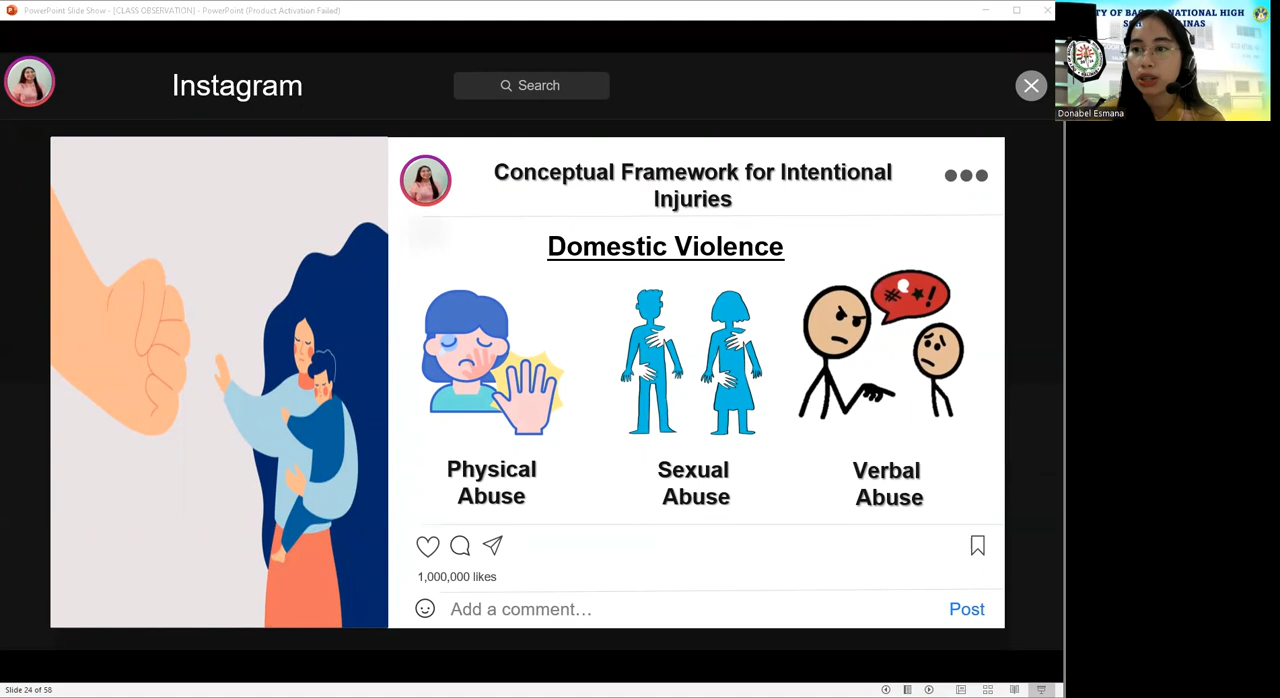 PowerPoint Slide Show - [CLASS OBSERVATION] - PowerPoint (Product Activation Failed)
Instagram
Search
Conceptual Framework for Intentional
Injuries
Domestic Violence
Physical
Abuse
Sexual
Abuse
Verbal
Abuse
1,000,000 likes
Add a comment…
Post
NATIONAL HIGH
Donabel Esmana
Slide 24 of 58